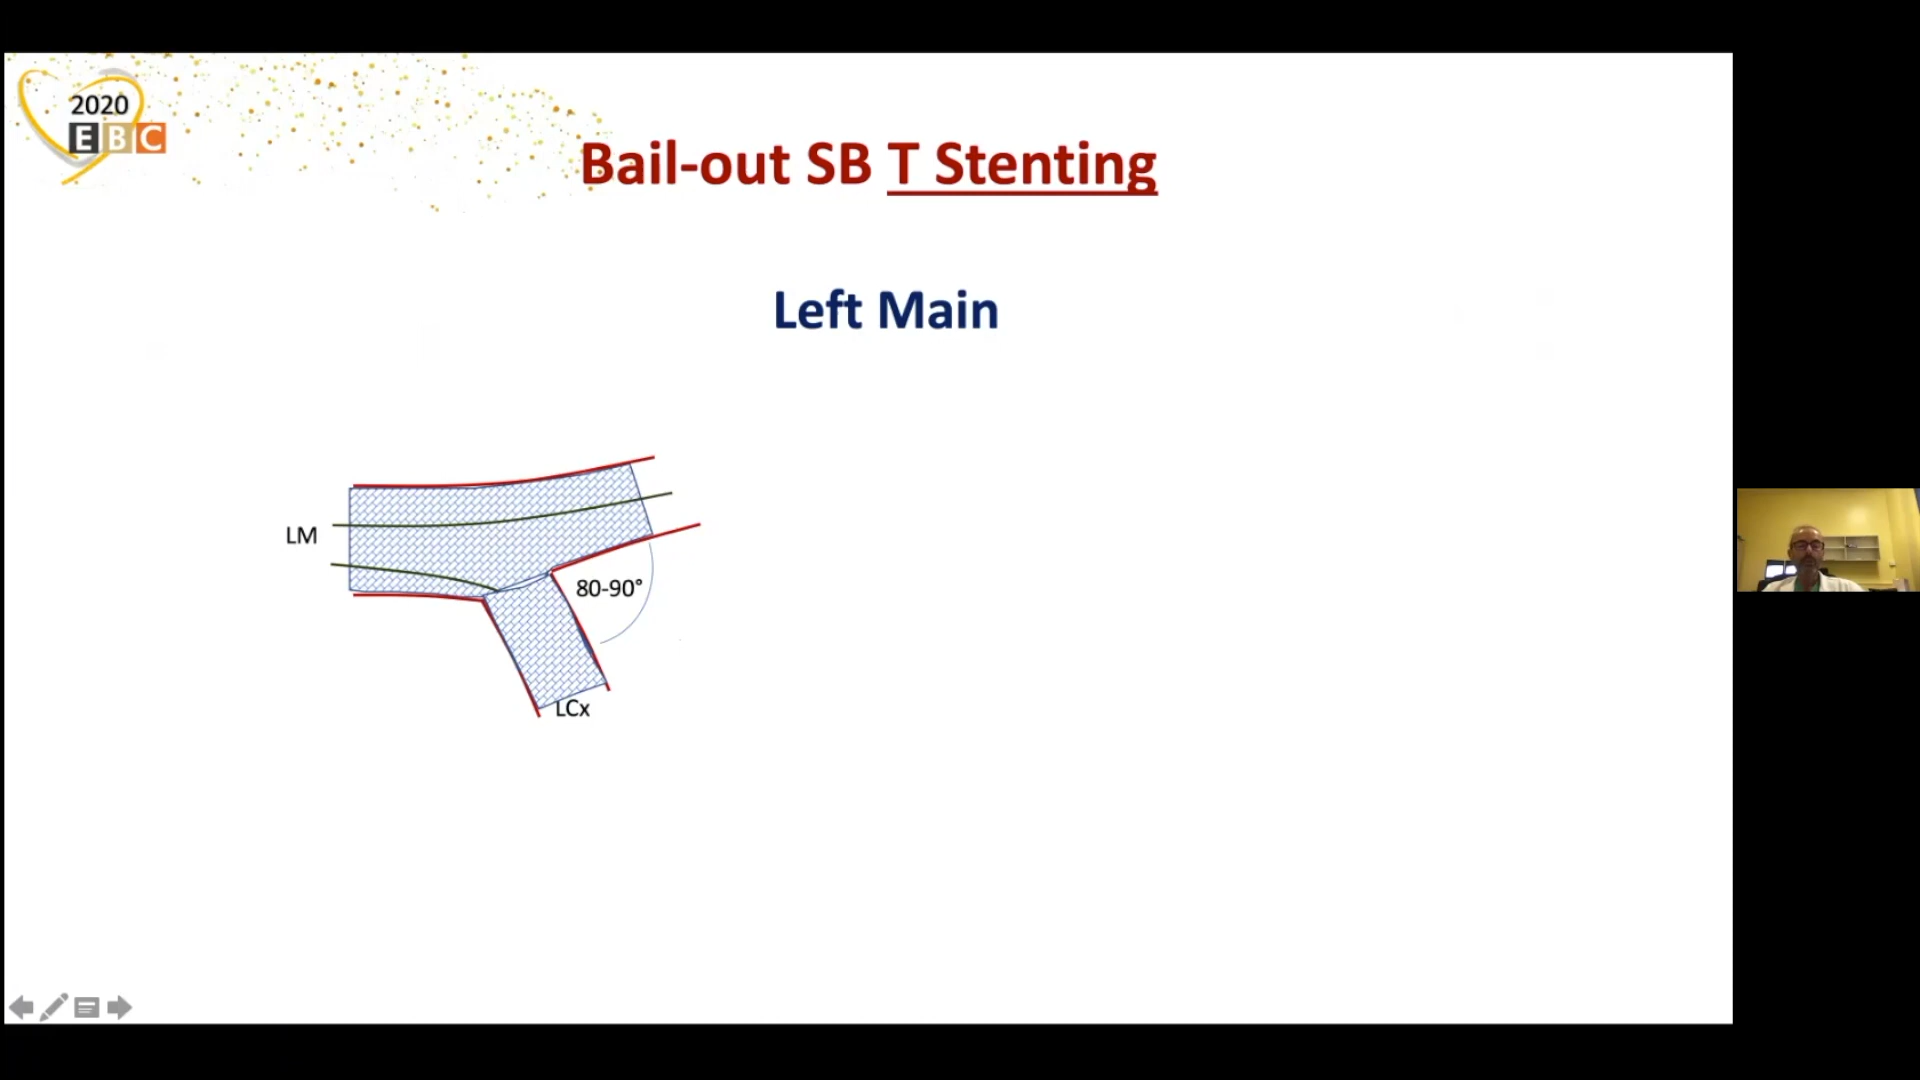 2020
EBC
Bail-out SB T Stenting
Left Main
LM
80-90°
LCx